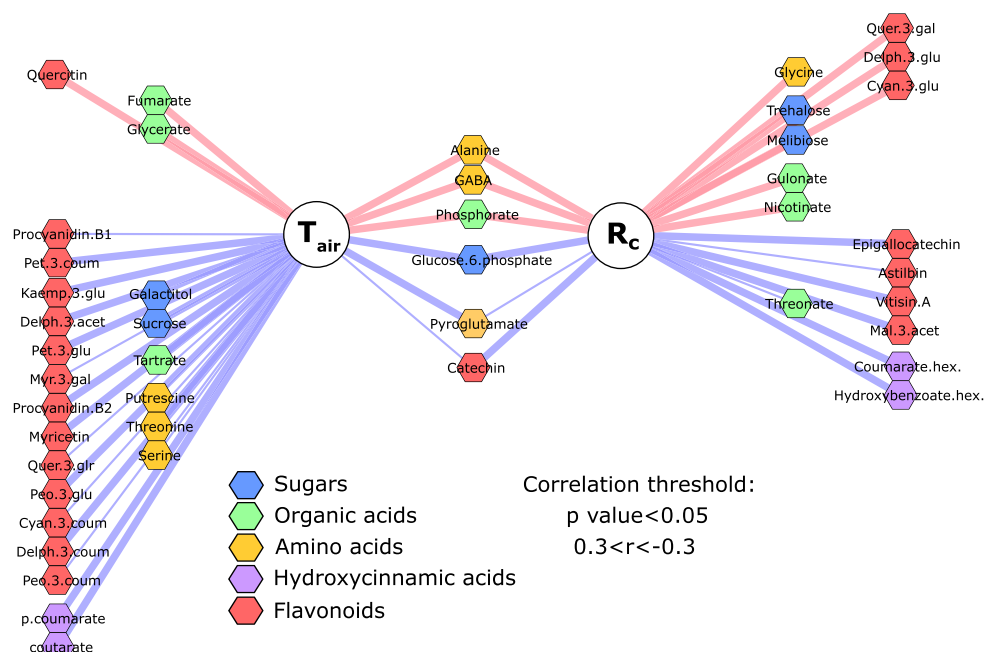 Quer.3.gal
Delph.3.glu
Cyan.3.glu
Glycine
Trehalose
Melibiose
Gulonate
Nicotinate
Quercitin
Fumarate
Glycerate
Alanine
GABA
Phosphorate
Glucose.6.phosphate
Pyroglutamate
Catechin
Tair
Rc
Procyanidin.B1
Pet.3.coum
Kaemp.3.glu
Delph.3.acet
Pet.3.glu
Myr.3.gal
Procyanidin.B2
Myricetin
Quer.3.glr
Peo.3.glu
Cyan.3.coum
Delph.3.coum
Peo.3.coum
p.coumarate
coutarate
Galactitol
Sucrose
Tartrate
Putrescine
Threonine
Serine
Epigallocatechin
Astilbin
Vitisin.A
Mal.3.acet
Threonate
Coumarate.hex.
Hydroxybenzoate.hex.
Sugars
Organic acids
Amino acids
Hydroxycinnamic acids
Flavonoids
Correlation threshold:
p value<0.05
0.3<r<-0.3